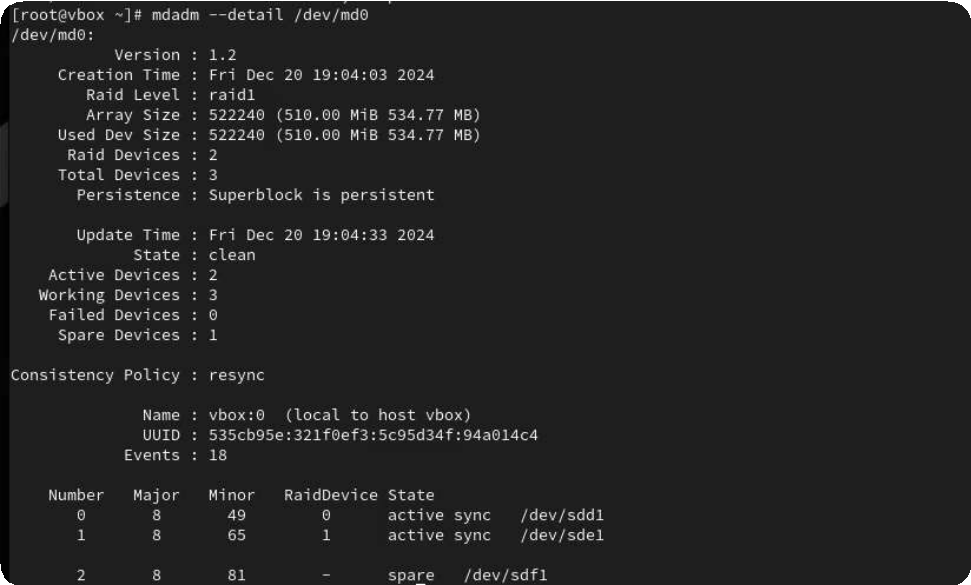 [root@vbox ~]# mdadm --detail /dev/md0
/dev/md0:
Version : 1.2
Creation Time : Fri Dec 20 19:04:03 2024
Raid Level : raid1
Array Size : 522240 (510.00 MiB 534.77 MB)
Used Dev Size : 522240 (510.00 MiB 534.77 MB)
Raid Devices : 2
Total Devices : 3
Persistence : Superblock is persistent
Update Time : Fri Dec 20 19:04:33 2024
State : clean
Active Devices : 2
Working Devices : 3
Failed Devices : 0
Spare Devices : 1
Consistency Policy : resync
Name : vbox:0  (local to host vbox)
UUID : 535cb95e:321f0ef3:5c95d34f:94a014c4
Events : 18
Number   Major   Minor   RaidDevice State
0       8       49        0      active sync   /dev/sdd1
1       8       65        1      active sync   /dev/sde1
2       8       81        -      spare   /dev/sdf1